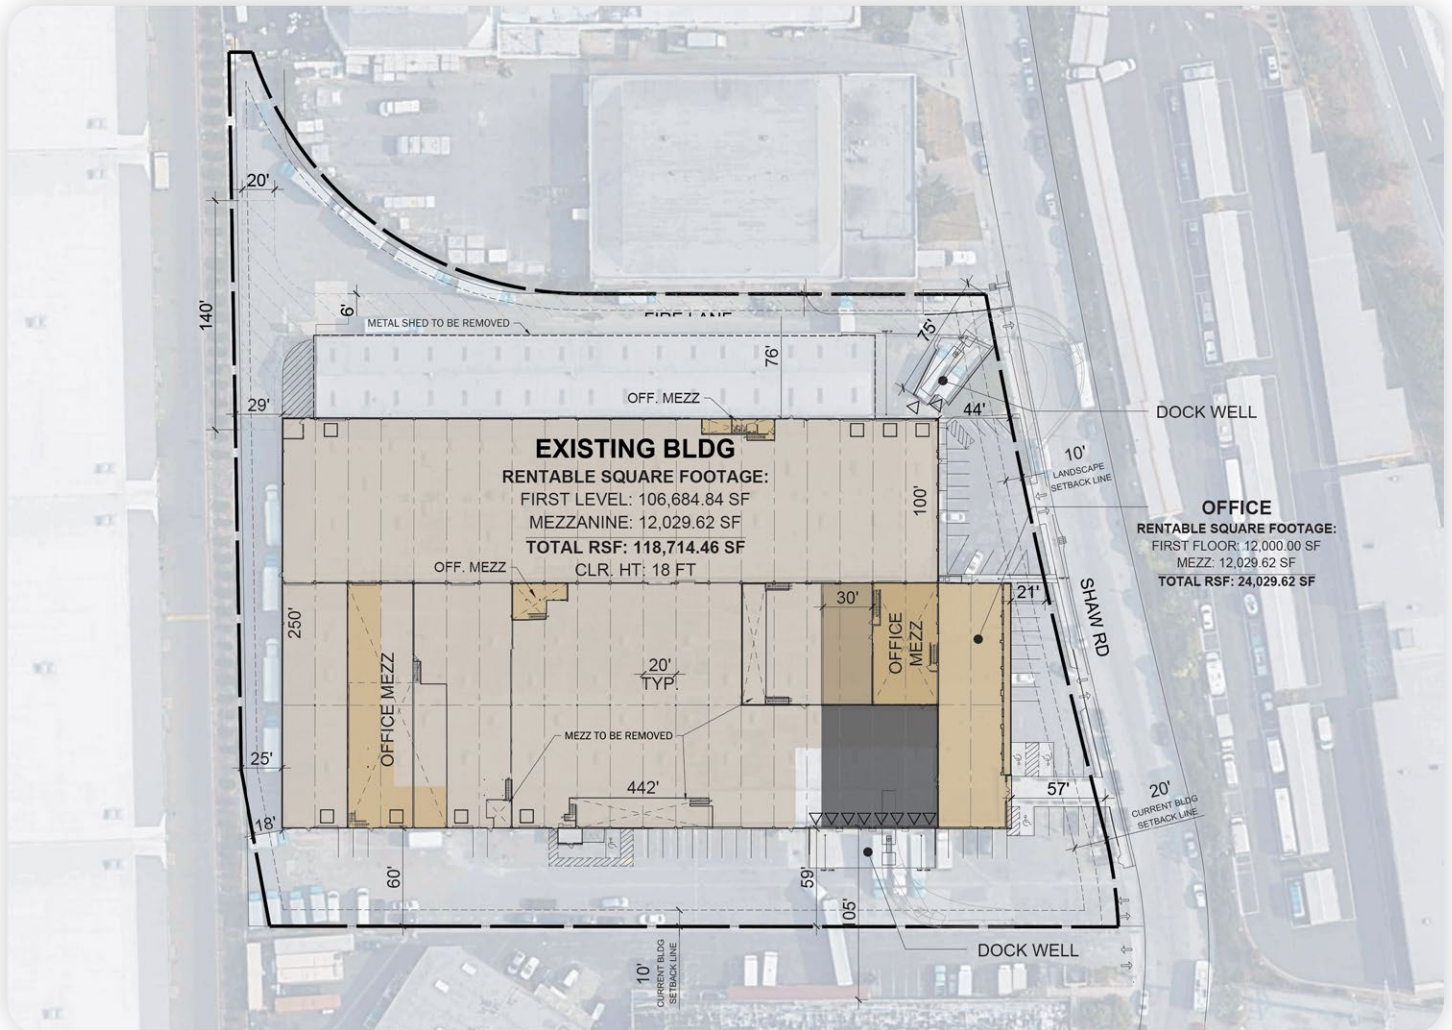 20'
140'
6'
FIRE LANE
METAL SHED TO BE REMOVED
76'
75'
29'
OFF. MEZZ
44'
DOCK WELL
EXISTING BLDG
RENTABLE SQUARE FOOTAGE:
FIRST LEVEL: 106,684.84 SF
MEZZANINE: 12,029.62 SF
TOTAL RSF: 118,714.46 SF
CLR. HT: 18 FT
100'
10'
LANDSCAPE
SETBACK LINE
OFFICE
RENTABLE SQUARE FOOTAGE:
FIRST FLOOR: 12,000.00 SF
MEZZ: 12,029.62 SF
TOTAL RSF: 24,029.62 SF
OFF. MEZZ
250'
30'
21'
SHAW RD
OFFICE
MEZZ
20'
TYP.
OFFICE MEZZ
MEZZ TO BE REMOVED
25'
442'
57'
20'
CURRENT BLDG
SETBACK LINE
18'
60'
59'
105'
10'
CURRENT BLDG
SETBACK LINE
DOCK WELL